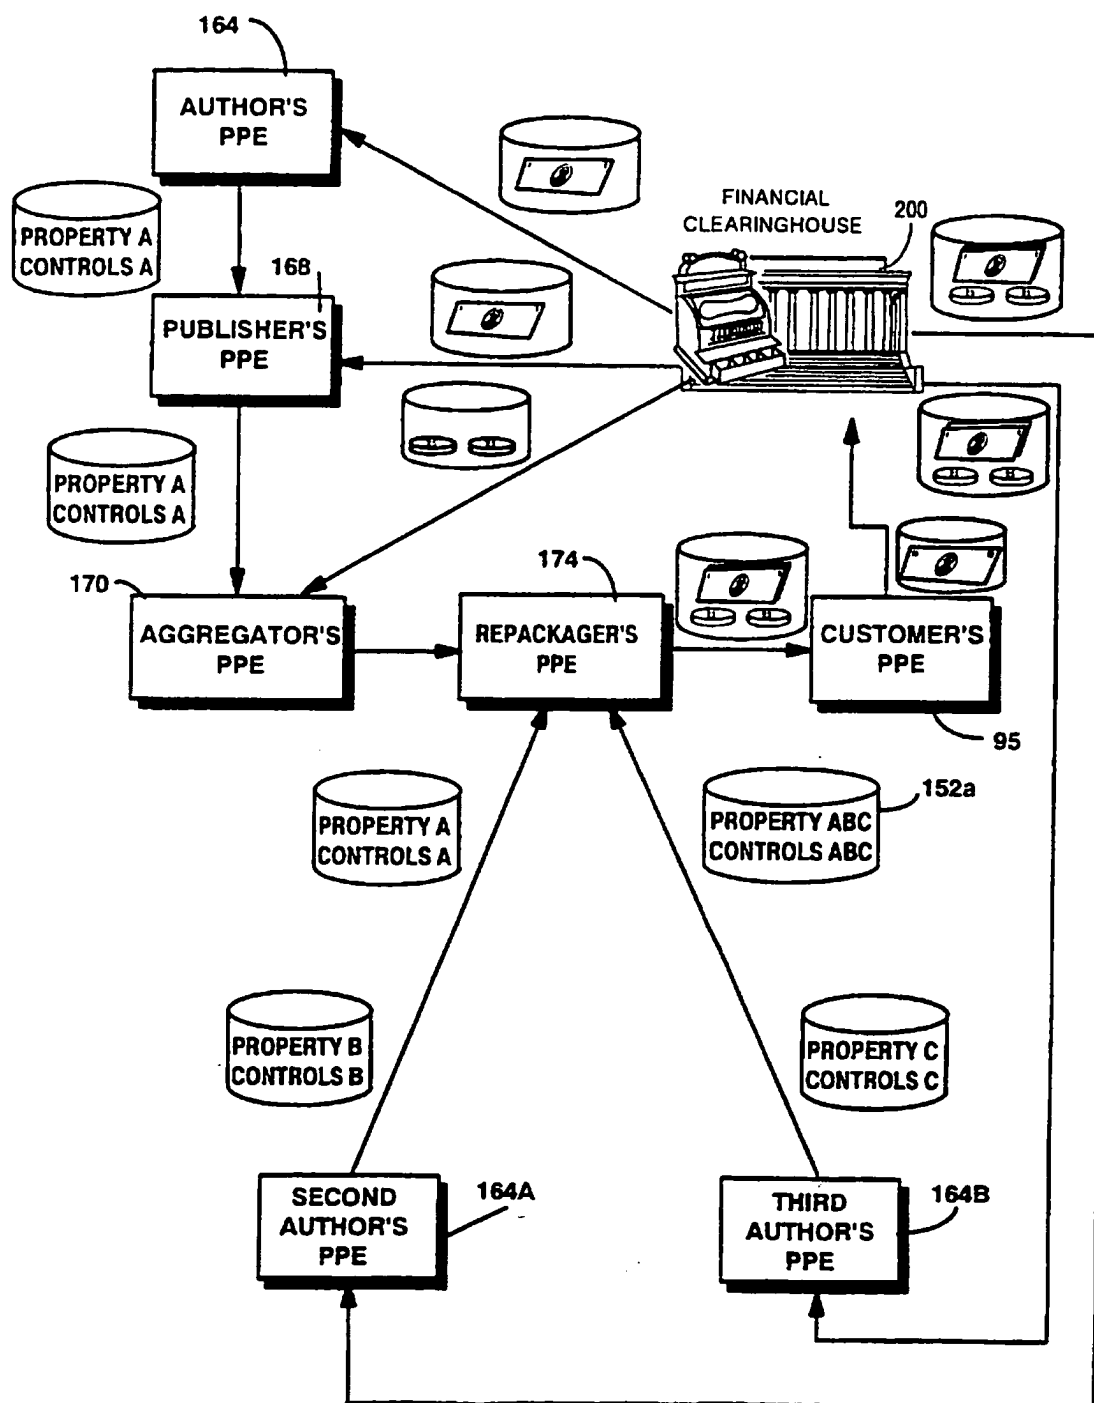 164
AUTHOR'S
PPE
PROPERTY A
CONTROLS A
FINANCIAL
CLEARINGHOUSE
200
168
PUBLISHER'S
PPE
PROPERTY A
CONTROLS A
170
AGGREGATOR'S
PPE
174
REPACKAGER'S
PPE
CUSTOMER'S
PPE
95
PROPERTY A
CONTROLS A
152a
PROPERTY ABC
CONTROLS ABC
PROPERTY B
CONTROLS B
PROPERTY C
CONTROLS C
164A
SECOND
AUTHOR'S
PPE
164B
THIRD
AUTHOR'S
PPE